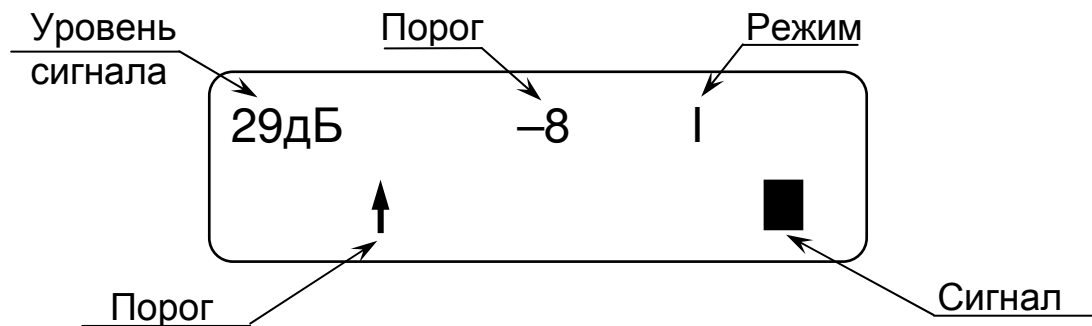 Уровень
сигнала
Порог
Режим
29дБ –8 I
Порог
Сигнал